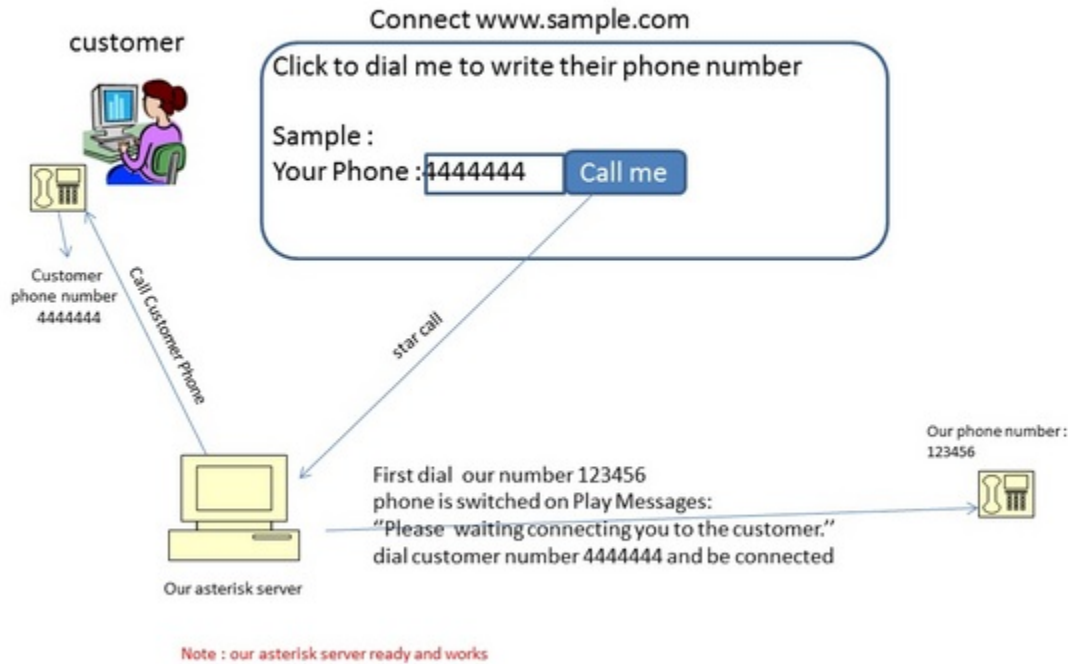 Connect www.sample.com
customer
Click to dial me to write their phone number
Sample :
Your Phone :4444444
Call me
Customer
phone number
4444444
Call Customer Phone
star call
Our phone number :
123456
First dial our number 123456
phone is switched on Play Messages:
“Please waiting connecting you to the customer.”
dial customer number 4444444 and be connected
Our asterisk server
Note : our asterisk server ready and works